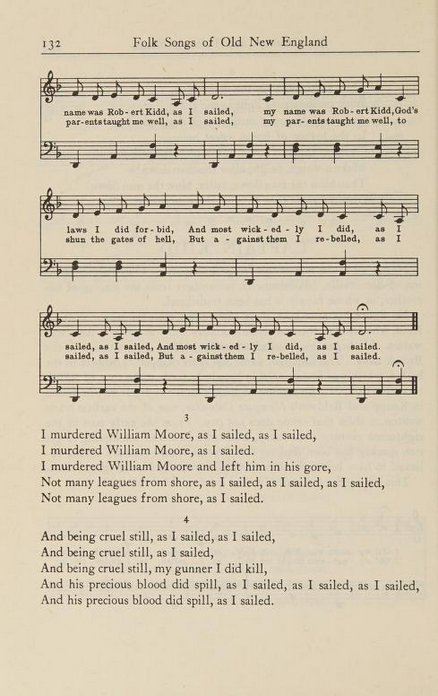 132 Folk Songs of Old New England
name was Rob-ert Kidd, as I sailed, my name was Rob-ert Kidd, God's
par-ents taught me well, as I sailed, my par-ents taught me well, to
laws I did for-bid, And most wick-ed-ly I did, as I
shun the gates of hell, But a-gainst them I re-belled, as I
sailed, as I sailed, And most wick-ed-ly I did, as I sailed.
sailed, as I sailed, But a-gainst them I re-belled, as I sailed.
3
I murdered William Moore, as I sailed, as I sailed,
I murdered William Moore, as I sailed.
I murdered William Moore and left him in his gore,
Not many leagues from shore, as I sailed, as I sailed, as I sailed,
Not many leagues from shore, as I sailed.
4
And being cruel still, as I sailed, as I sailed,
And being cruel still, as I sailed,
And being cruel still, my gunner I did kill,
And his precious blood did spill, as I sailed, as I sailed, as I sailed,
And his precious blood did spill, as I sailed.